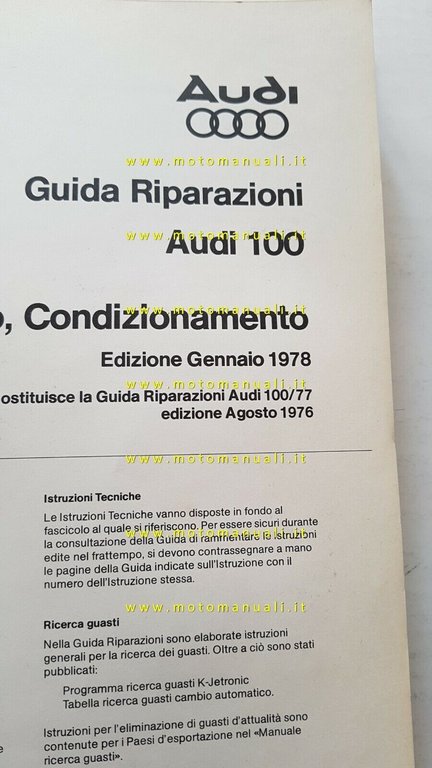 Audi
www.motomanuali.it
Guida Riparazioni
www.motomanuali.it
Audi 100
www.motomanuali.it
, Condizionamento
Edizione Gennaio 1978
www.motomanuali.it
ostituisce la Guida Riparazioni Audi 100/77
edizione Agosto 1976
www.motomanuali.it
Istruzioni Tecniche
Le Istruzioni Tecniche vanno disposte in fondo al
fascicolo al quale si riferiscono. Per essere sicuri durante
la consultazione della Guida di rammentare le istruzioni
www.motomanuali.it
edite nel frattempo, si devono contrassegnare a mano
le pagine della Guida indicate sull'Istruzione con il
numero dell'Istruzione stessa.
www.motomanuali.it
Ricerca guasti
Nella Guida Riparazioni sono elaborate istruzioni
generali per la ricerca dei guasti. Oltre a ciò sono stati
pubblicati:
Programma ricerca guasti K-Jetronic
Tabella ricerca guasti cambio automatico.
Istruzioni per l'eliminazione di guasti d'attualità sono
contenute per i Paesi d'esportazione nel «Manuale
ricerca guasti».